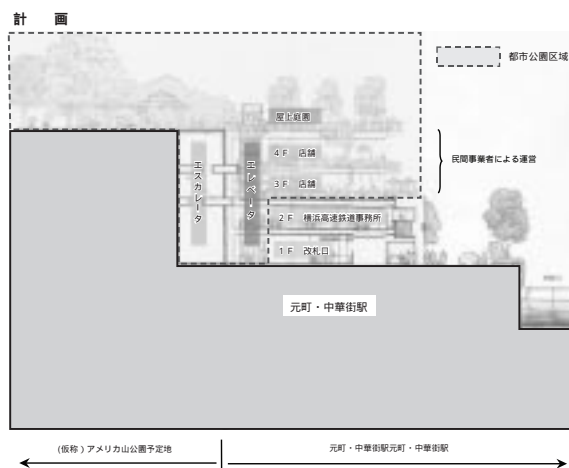 計 画
都市公園区域
屋上庭園
4F 店舗
3F 店舗
民間事業者による運営
エスカレータ
エレベータ
2F 横浜高速鉄道事務所
1F 改札口
元町・中華街駅
(仮称)アメリカ山公園予定地
元町・中華街駅元町・中華街駅